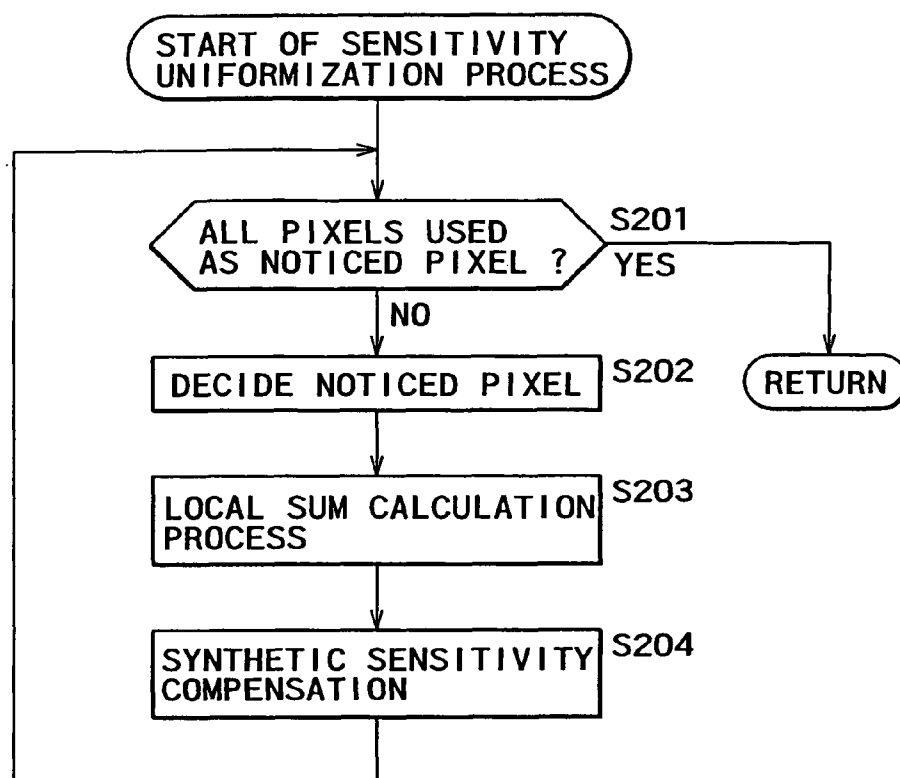 START OF SENSITIVITY
UNIFORMIZATION PROCESS
ALL PIXELS USED
AS NOTICED PIXEL ?
S201
YES
NO
DECIDE NOTICED PIXEL
S202
RETURN
LOCAL SUM CALCULATION
PROCESS
S203
SYNTHETIC SENSITIVITY
COMPENSATION
S204